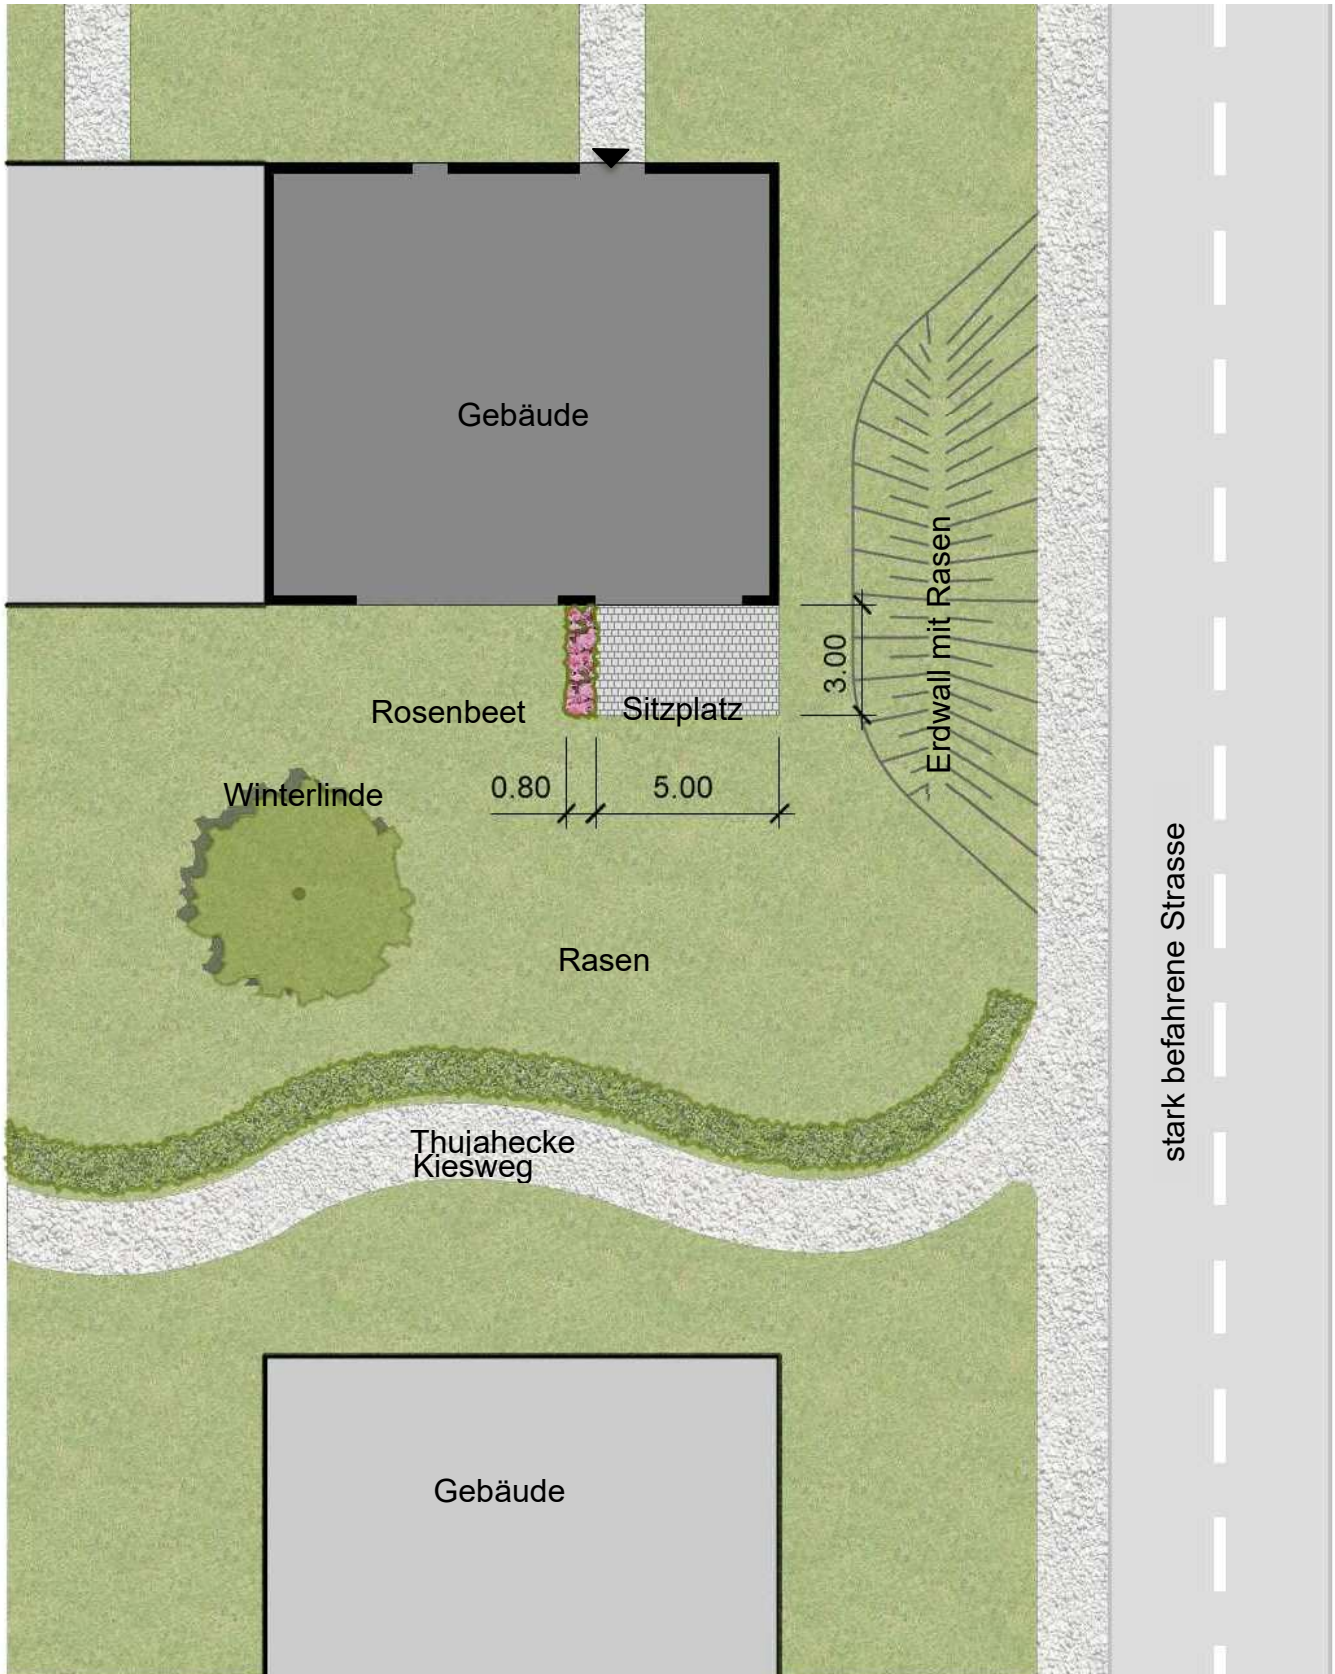 Gebäude
Erdwall mit Rasen
3.00
Rosenbeet
Sitzplatz
Winterlinde
0.80
5.00
stark befahrene Strasse
Rasen
Thujahecke
Kiesweg
Gebäude